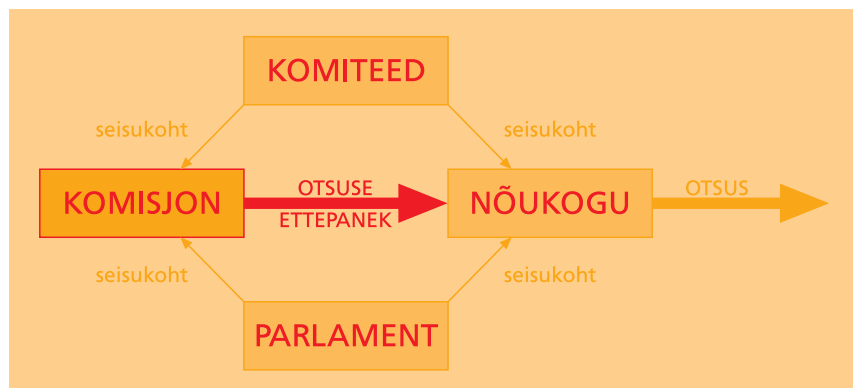 KOMITEED
seisukoht
seisukoht
KOMISJON
OTSUSE
ETTEPANEK
NÕUKOGU
OTSUS
seisukoht
seisukoht
PARLAMENT